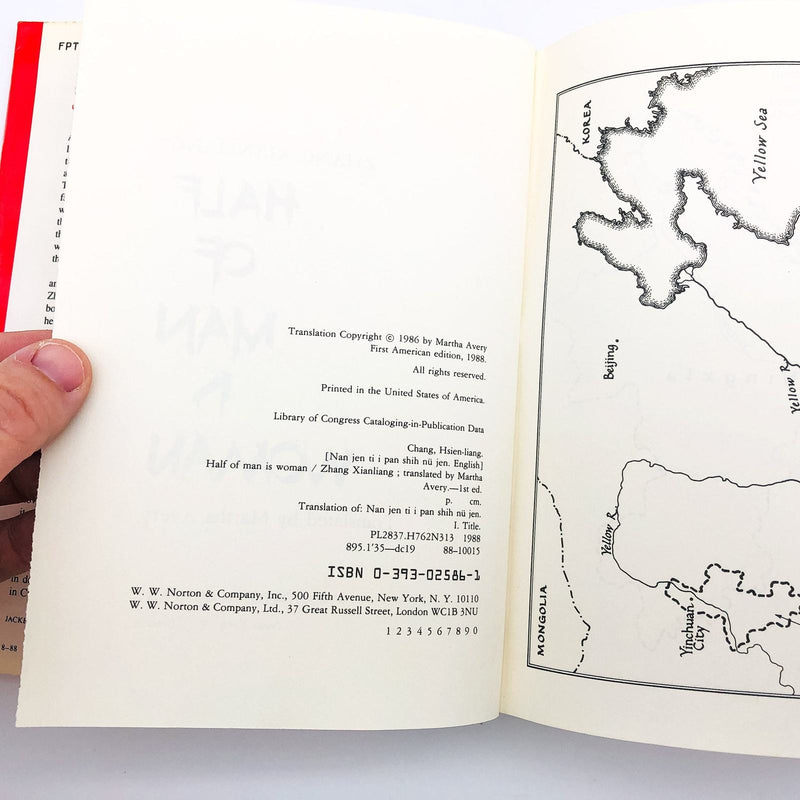 FPT
Translation Copyright © 1986 by Martha Avery
First American edition, 1988.
All rights reserved.
Printed in the United States of America.
Library of Congress Cataloging-in-Publication Data
Chang, Hsien-liang.
[Nan jen ti i pan shih nü jen. English]
Half of man is woman / Zhang Xianliang ; translated by Martha
Avery.—1st ed.
p. cm.
Translation of: Nan jen ti i pan shih nü jen.
I. Title.
PL2837.H762N313 1988
895.1'35—dc19 88-10015
ISBN 0-393-02586-1
W. W. Norton & Company, Inc., 500 Fifth Avenue, New York, N. Y. 10110
W. W. Norton & Company, Ltd., 37 Great Russell Street, London WC1B 3NU
1 2 3 4 5 6 7 8 9 0
KOREA
Yellow Sea
Beijing
Yellow R.
Yellow R.
MONGOLIA
Yinchuan
City
HALF
OF
MAN
WOMAN
8-88